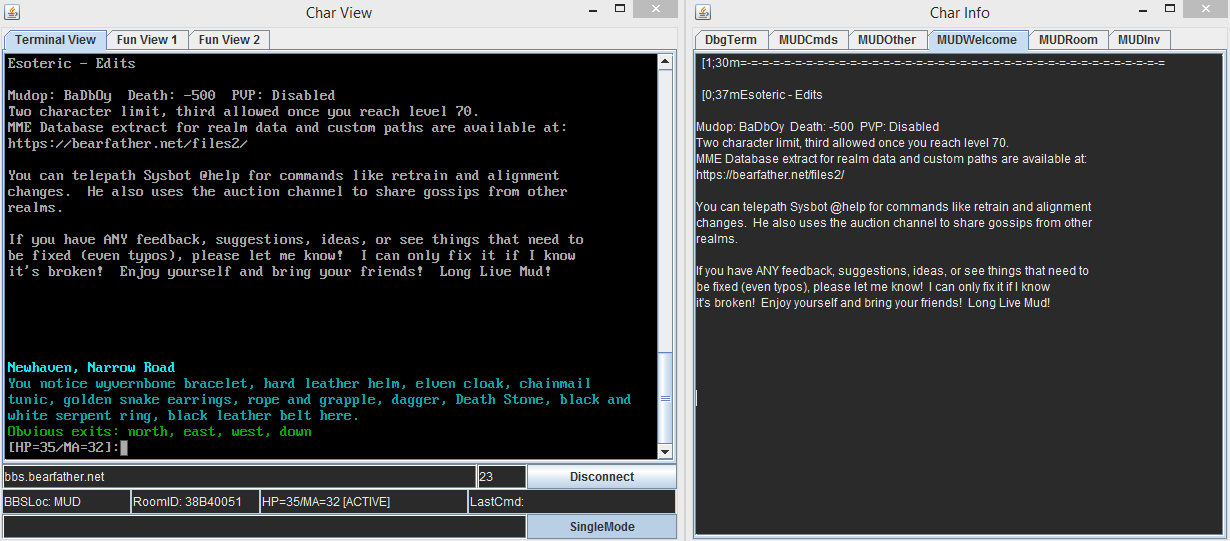 Char View
Terminal View Fun View 1 Fun View 2
Esoteric - Edits
Mudop: BaDbOy Death: -500 PVP: Disabled
Two character limit, third allowed once you reach level 70.
MME Database extract for realm data and custom paths are available at:
https://bearfather.net/files2/
You can telepath Sysbot @help for commands like retrain and alignment
changes. He also uses the auction channel to share gossips from other
realms.
If you have ANY feedback, suggestions, ideas, or see things that need to
be fixed (even typos), please let me know! I can only fix it if I know
it's broken! Enjoy yourself and bring your friends! Long Live Mud!
Newhaven, Narrow Road
You notice wyvernbone bracelet, hard leather helm, elven cloak, chainmail
tunic, golden snake earrings, rope and grapple, dagger, Death Stone, black and
white serpent ring, black leather belt here.
Obvious exits: north, east, west, down
[HP=35/MA=32]:
bbs.bearfather.net 23 Disconnect
BBSLoc: MUD RoomID: 38B40051 HP=35/MA=32 [ACTIVE] LastCmd:
SingleMode
Char Info
DbgTerm MUDCmds MUDOther MUDWelcome MUDRoom MUDInv
[1;30m=-=-=-=-=-=-=-=-=-=-=-=-=-=-=-=-=-=-=-=-=-=-=-=-=-=-=-=-=-=-=-=-=-=-=-=-=-=
[0;37mEsoteric - Edits
Mudop: BaDbOy Death: -500 PVP: Disabled
Two character limit, third allowed once you reach level 70.
MME Database extract for realm data and custom paths are available at:
https://bearfather.net/files2/
You can telepath Sysbot @help for commands like retrain and alignment
changes. He also uses the auction channel to share gossips from other
realms.
If you have ANY feedback, suggestions, ideas, or see things that need to
be fixed (even typos), please let me know! I can only fix it if I know
it's broken! Enjoy yourself and bring your friends! Long Live Mud!